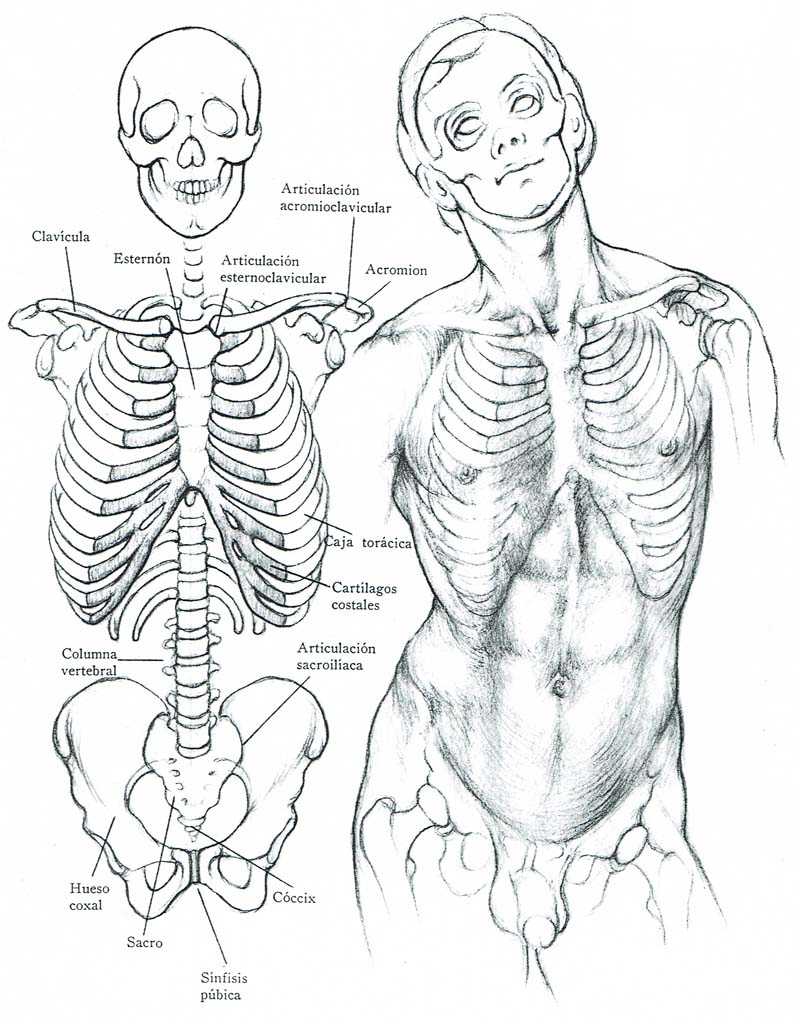 Articulación
acromioclavicular
Clavícula
Esternón
Articulación
esternoclavicular
Acromion
Caja torácica
Cartílagos
costales
Columna
vertebral
Articulación
sacroilíaca
Hueso
coxal
Cóccix
Sacro
Sínfisis
púbica